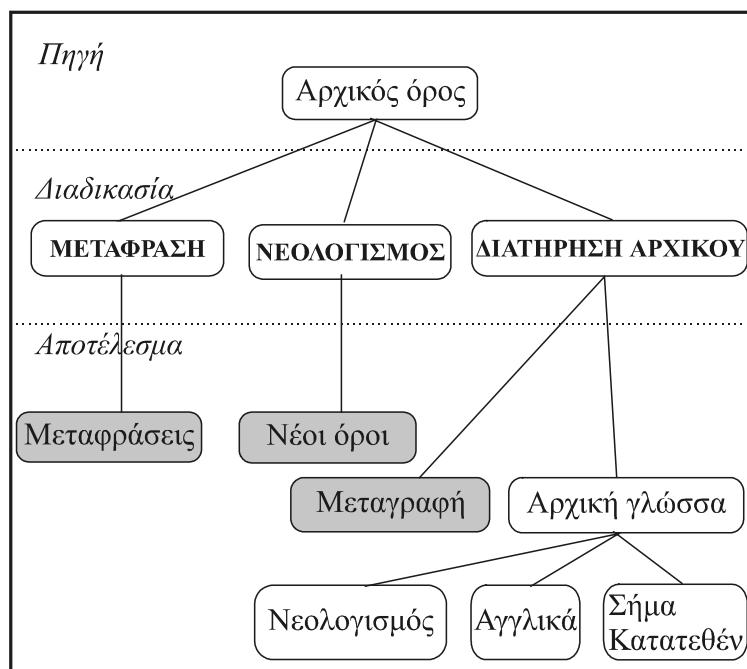 Πηγή
Αρχικός όρος
Διαδικασία
ΜΕΤΑΦΡΑΣΗ
ΝΕΟΛΟΓΙΣΜΟΣ
ΔΙΑΤΗΡΗΣΗ ΑΡΧΙΚΟΥ
Αποτέλεσμα
Μεταφράσεις
Νέοι όροι
Μεταγραφή
Αρχική γλώσσα
Νεολογισμός
Αγγλικά
Σήμα
Κατατεθέν